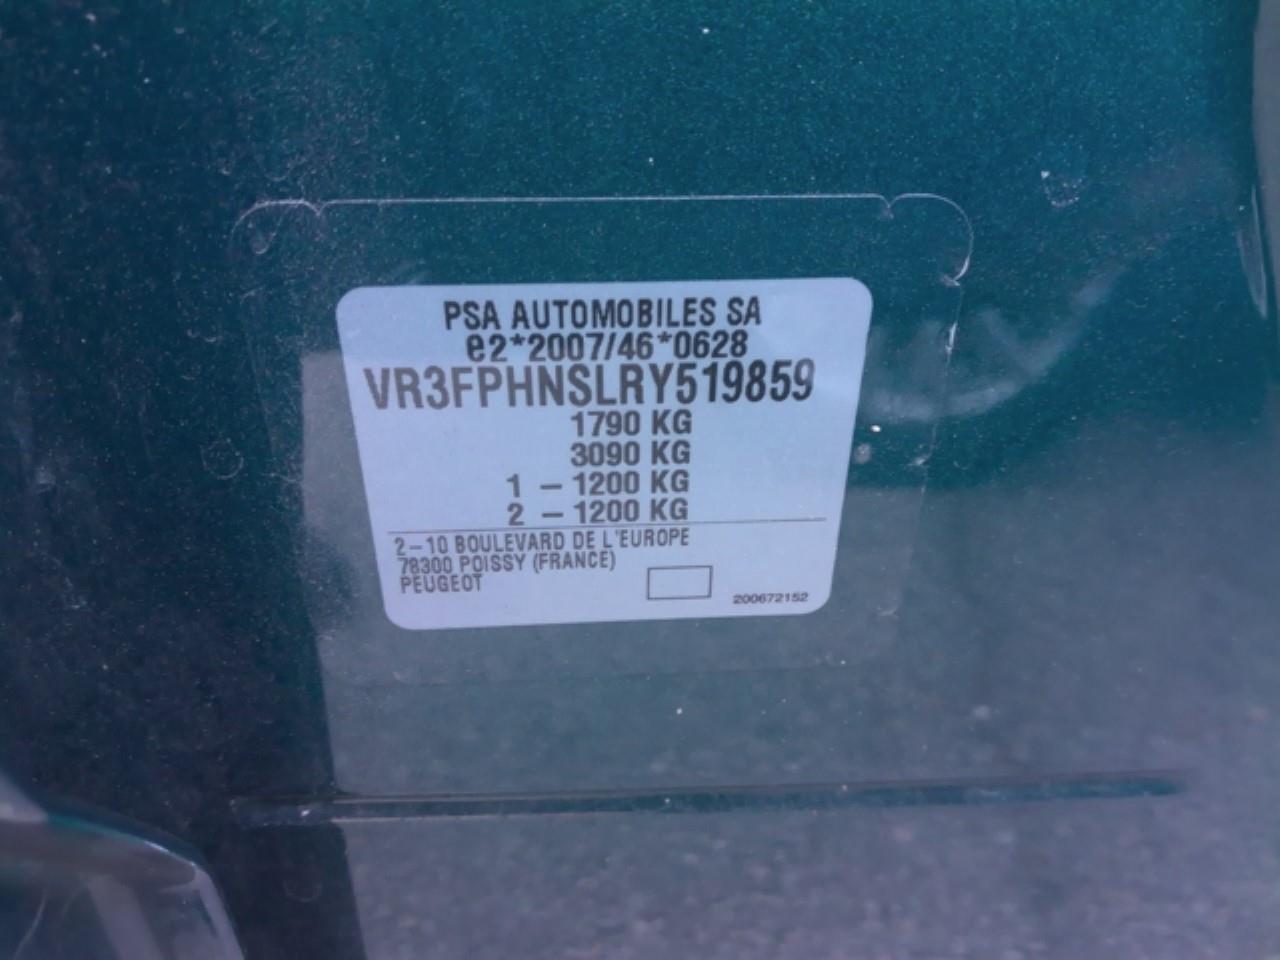 PSA AUTOMOBILES SA
e2*2007/46*0628
VR3FPHNSLRY519859
1790 KG
3090 KG
1 – 1200 KG
2 – 1200 KG
2–10 BOULEVARD DE L'EUROPE
78300 POISSY (FRANCE)
PEUGEOT
200672152